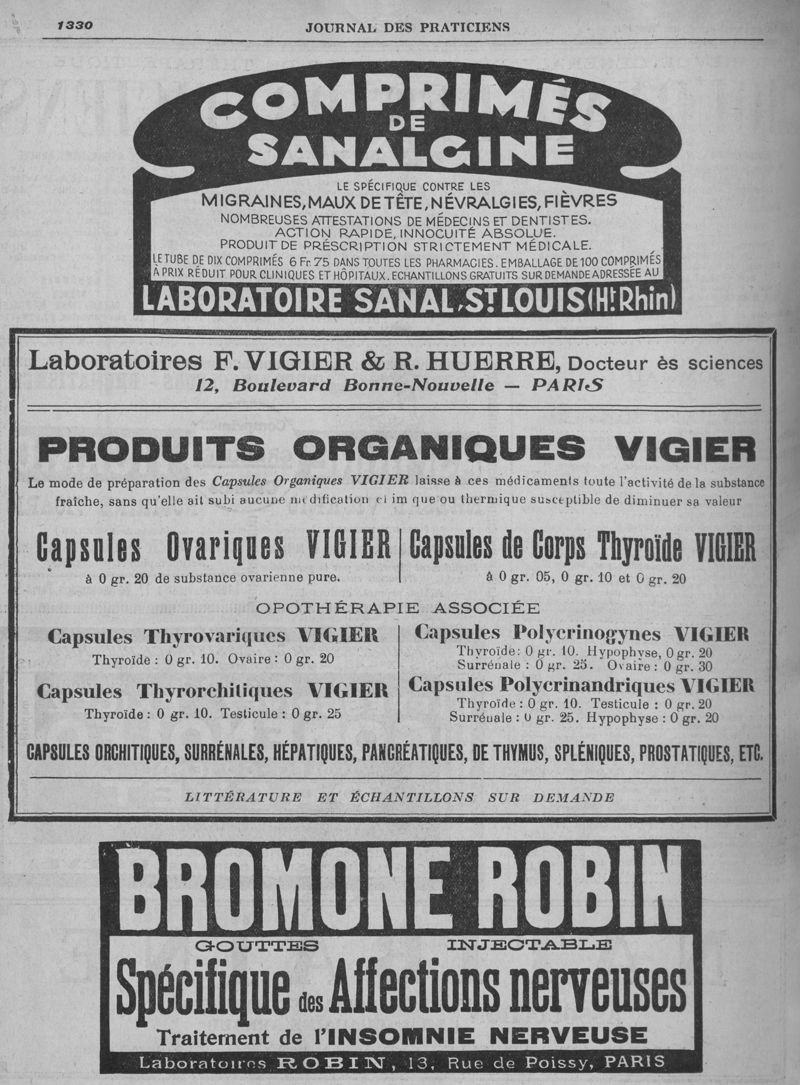 1330
JOURNAL DES PRATICIENS
COMPRIMÉS
DE
SANALGINE
LE SPÉCIFIQUE CONTRE LES
MIGRAINES, MAUX DE TÊTE, NÉVRALGIES, FIÈVRES
NOMBREUSES ATTESTATIONS DE MÉDECINS ET DENTISTES.
ACTION RAPIDE, INNOCUITÉ ABSOLUE.
PRODUIT DE PRÉSCRIPTION STRICTEMENT MÉDICALE.
LE TUBE DE DIX COMPRIMÉS 6 Fr. 75 DANS TOUTES LES PHARMACIES. EMBALLAGE DE 100 COMPRIMÉS
À PRIX RÉDUIT POUR CLINIQUES ET HÔPITAUX. ECHANTILLONS GRATUITS SUR DEMANDE ADRESSÉE AU
LABORATOIRE SANAL, ST. LOUIS (Ht. Rhin)
Laboratoires F. VIGIER & R. HUERRE, Docteur ès sciences
12, Boulevard Bonne-Nouvelle — PARIS
PRODUITS ORGANIQUES VIGIER
Le mode de préparation des Capsules Organiques VIGIER laisse à ces médicaments toute l'activité de la substance
fraîche, sans qu'elle ait subi aucune modification ou thermique susceptible de diminuer sa valeur
Capsules Ovariques VIGIER
à 0 gr. 20 de substance ovarienne pure.
Capsules de Corps Thyroïde VIGIER
à 0 gr. 05, 0 gr. 10 et 0 gr. 20
OPOTHÉRAPIE ASSOCIÉE
Capsules Thyrovariques VIGIER
Thyroïde : 0 gr. 10. Ovaire : 0 gr. 20
Capsules Polycrinogynes VIGIER
Thyroïde: 0 gr. 10. Hypophyse, 0 gr. 20
Surrénale : 0 gr. 25. Ovaire : 0 gr. 30
Capsules Thyrorchitiques VIGIER
Thyroïde : 0 gr. 10. Testicule : 0 gr. 25
Capsules Polycrinandriques VIGIER
Thyroïde : 0 gr. 10. Testicule : 0 gr. 20
Surrénale : 0 gr. 25. Hypophyse : 0 gr. 20
CAPSULES ORCHITIQUES, SURRÉNALES, HÉPATIQUES, PANCRÉATIQUES, DE THYMUS, SPLÉNIQUES, PROSTATIQUES, ETC.
LITTÉRATURE ET ÉCHANTILLONS SUR DEMANDE
BROMONE ROBIN
GOUTTES INJECTABLE
Spécifique des Affections nerveuses
Traitement de l'INSOMNIE NERVEUSE
Laboratoires ROBIN, 13, Rue de Poissy, PARIS